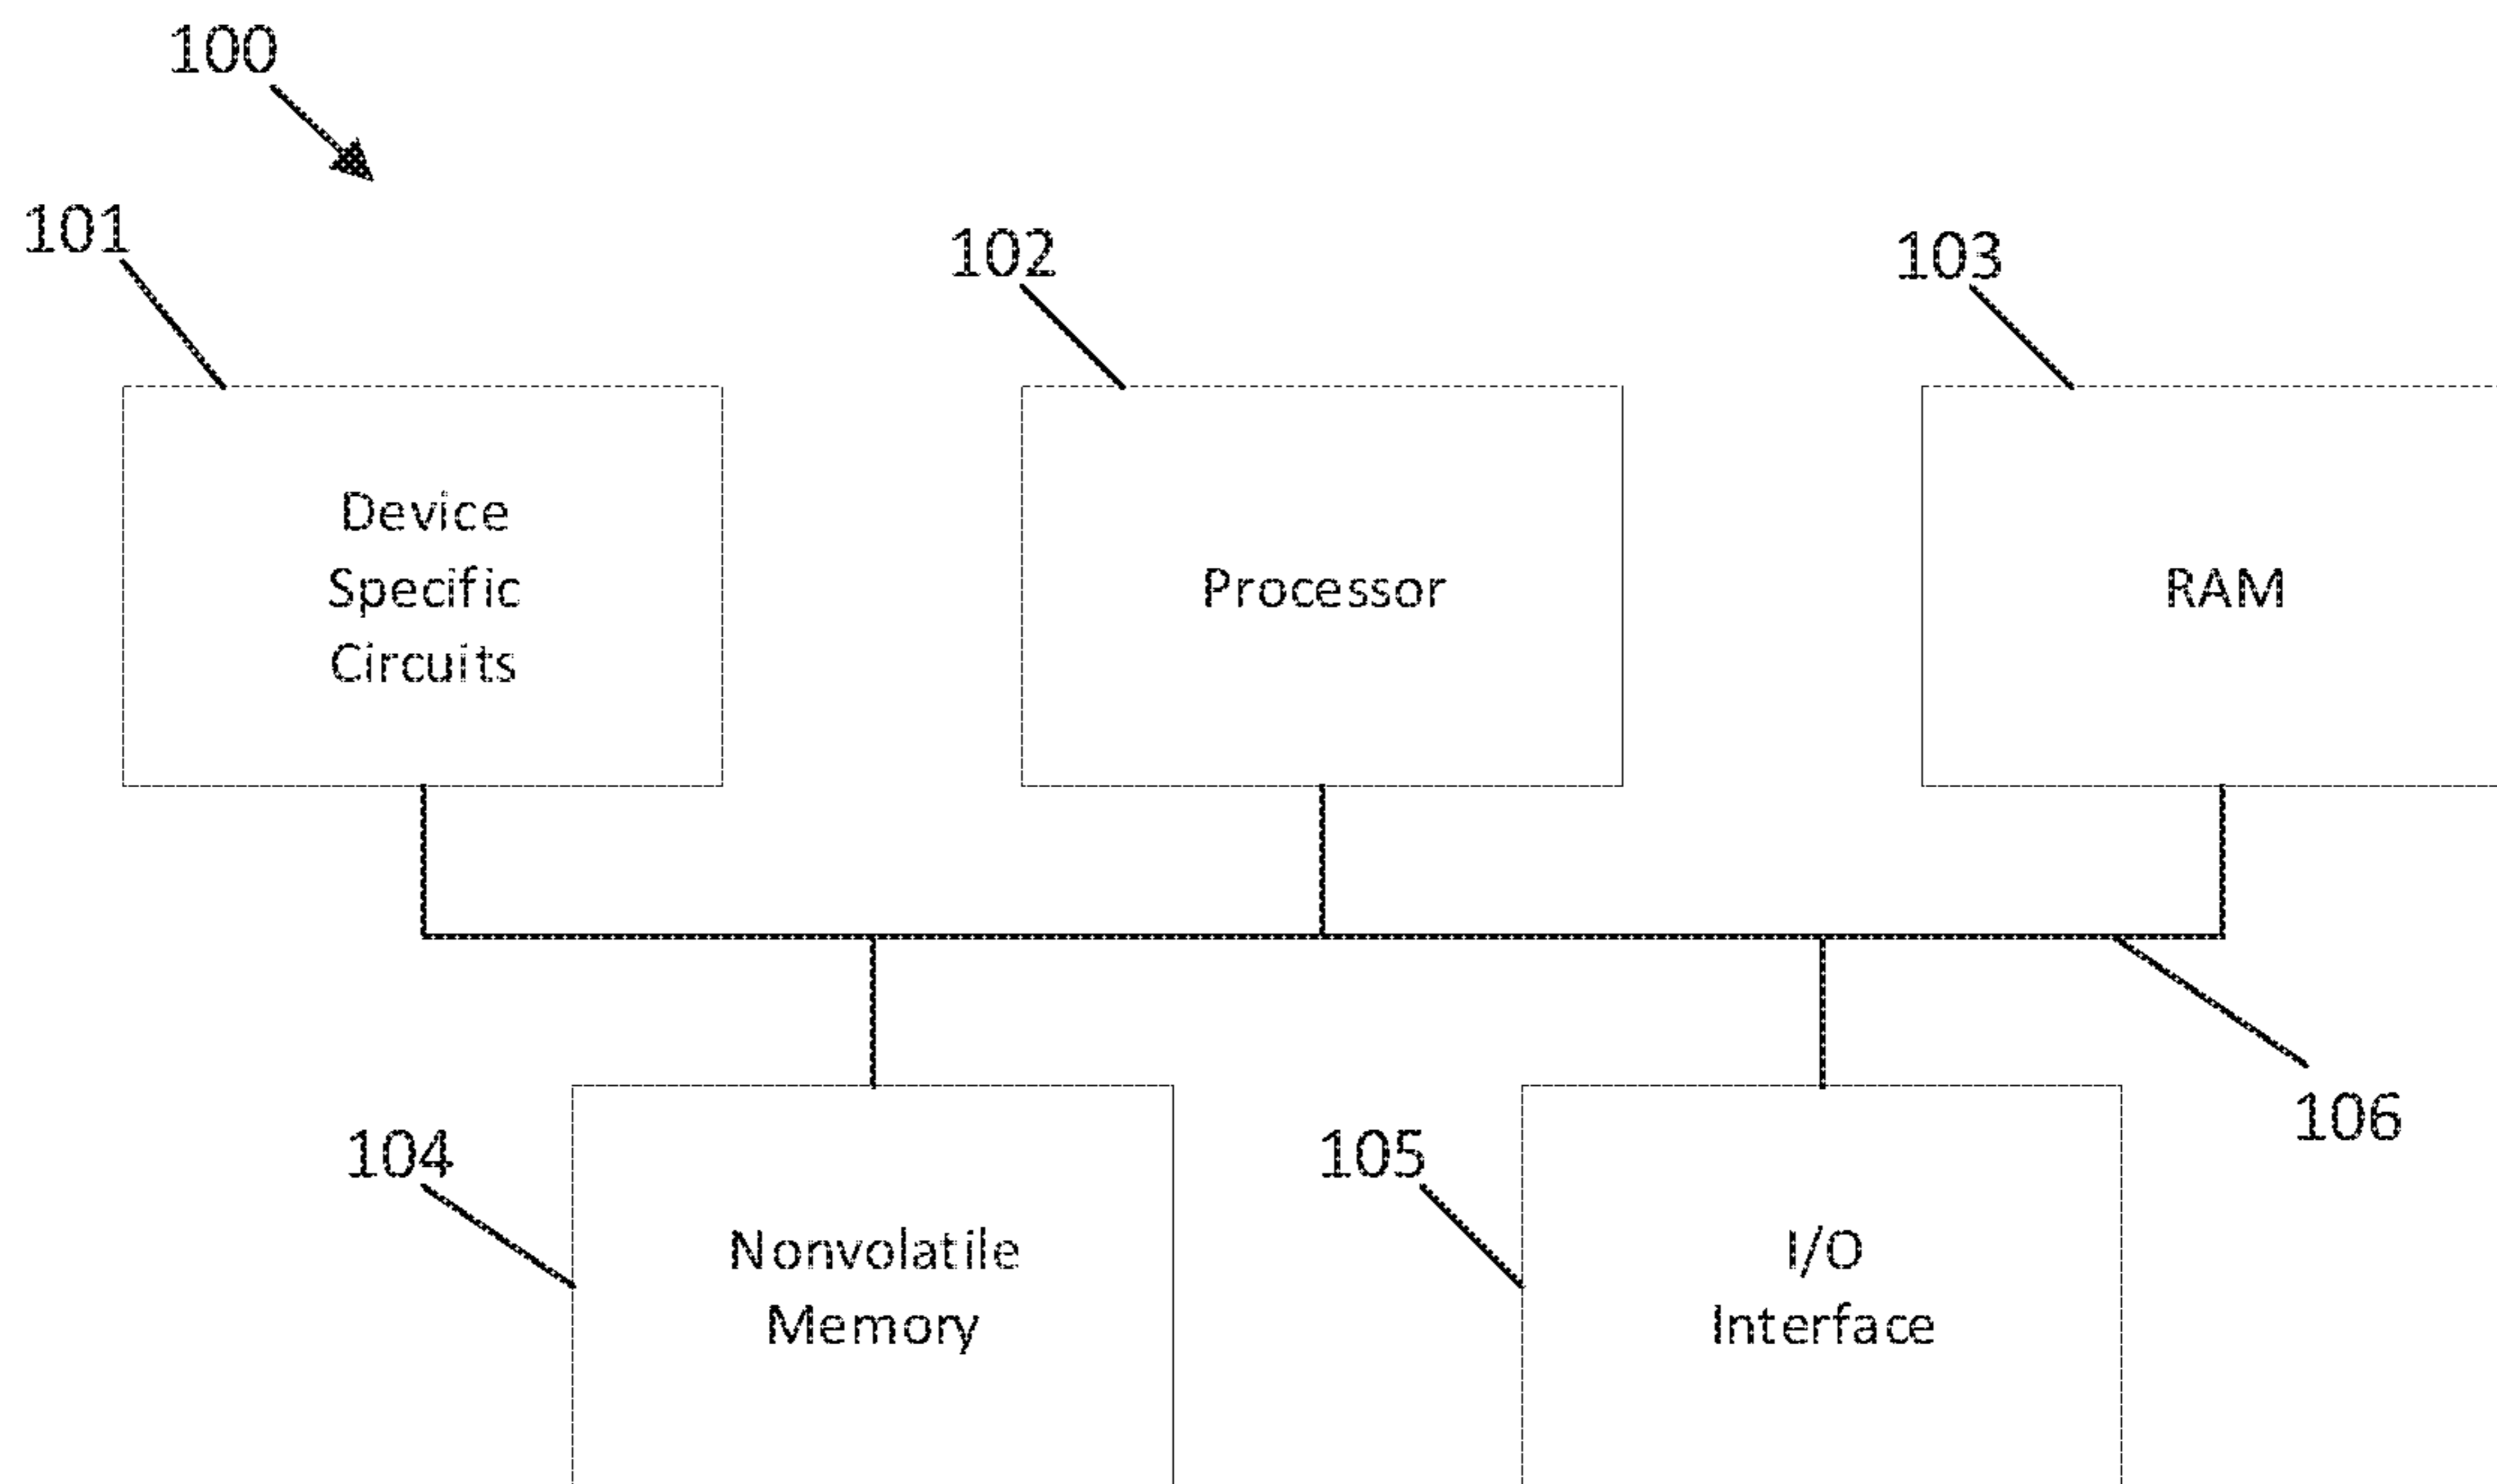 100
101
102
103
Device
Specific
Circuits
Processor
RAM
106
104
105
Nonvolatile
Memory
I/O
Interface